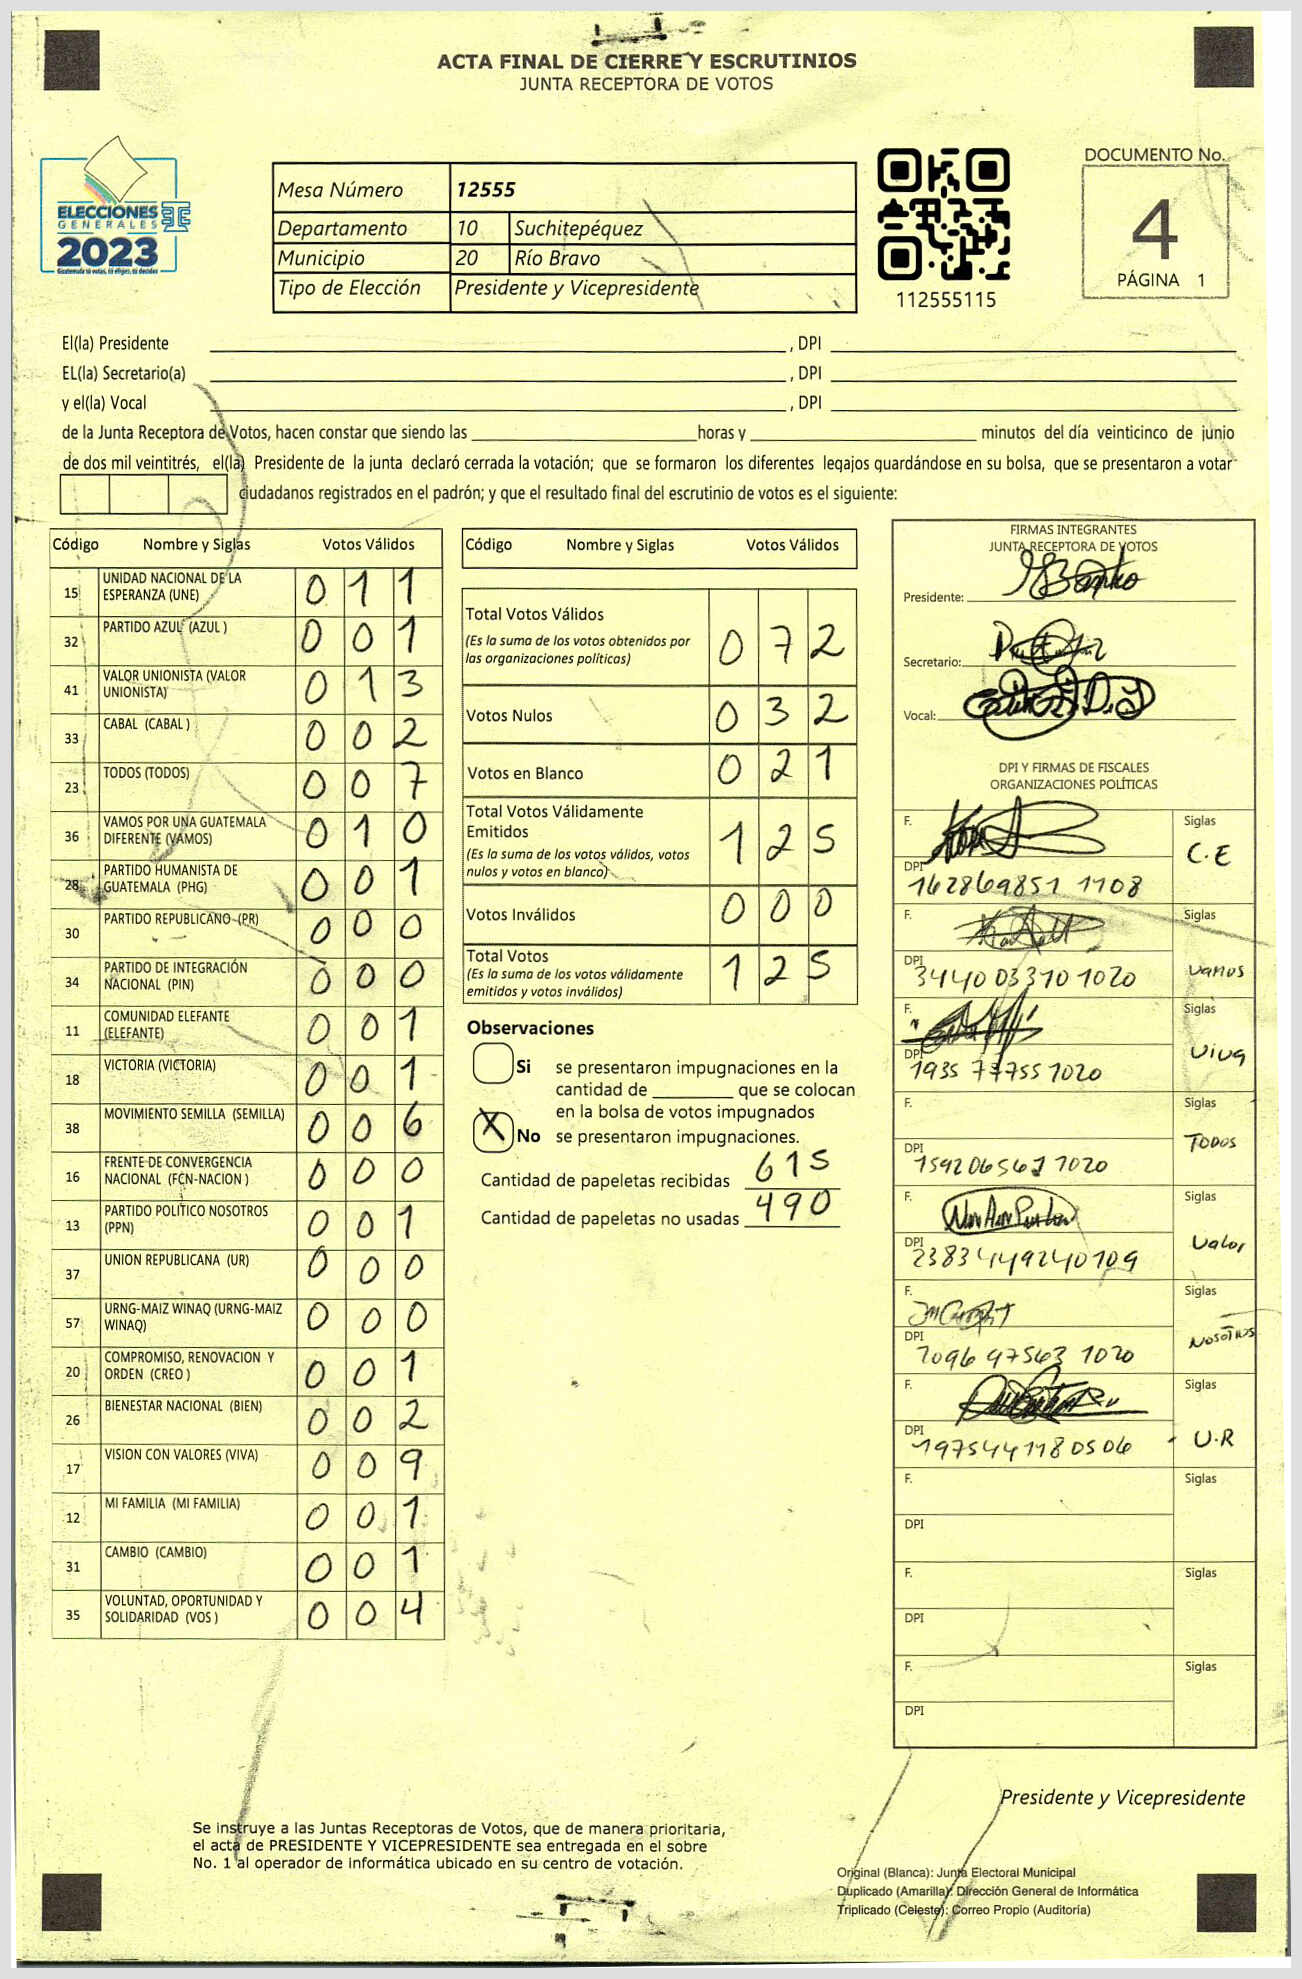 ACTA FINAL DE CIERRE Y ESCRUTINIOS
JUNTA RECEPTORA DE VOTOS
ELECCIONES
GENERALES
2023
Guatemala tú votas, tú eliges, tú decides
Mesa Número 12555
Departamento 10 Suchitepéquez
Municipio 20 Río Bravo
Tipo de Elección Presidente y Vicepresidente
112555115
DOCUMENTO No.
4
PÁGINA 1
El(la) Presidente , DPI
EL(la) Secretario(a) , DPI
y el(la) Vocal , DPI
de la Junta Receptora de Votos, hacen constar que siendo las horas y minutos del día veinticinco de junio
de dos mil veintitrés, el(la) Presidente de la junta declaró cerrada la votación; que se formaron los diferentes legajos guardándose en su bolsa, que se presentaron a votar
ciudadanos registrados en el padrón; y que el resultado final del escrutinio de votos es el siguiente:
Código Nombre y Siglas Votos Válidos
15 UNIDAD NACIONAL DE LA ESPERANZA (UNE) 0 1 1
32 PARTIDO AZUL (AZUL ) 0 0 1
41 VALOR UNIONISTA (VALOR UNIONISTA) 0 1 3
33 CABAL (CABAL ) 0 0 2
23 TODOS (TODOS) 0 0 7
36 VAMOS POR UNA GUATEMALA DIFERENTE (VAMOS) 0 1 0
28 PARTIDO HUMANISTA DE GUATEMALA (PHG) 0 0 1
30 PARTIDO REPUBLICANO (PR) 0 0 0
34 PARTIDO DE INTEGRACIÓN NACIONAL (PIN) 0 0 0
11 COMUNIDAD ELEFANTE (ELEFANTE) 0 0 1
18 VICTORIA (VICTORIA) 0 0 1
38 MOVIMIENTO SEMILLA (SEMILLA) 0 0 6
16 FRENTE DE CONVERGENCIA NACIONAL (FCN-NACION ) 0 0 0
13 PARTIDO POLITICO NOSOTROS (PPN) 0 0 1
37 UNION REPUBLICANA (UR) 0 0 0
57 URNG-MAIZ WINAQ (URNG-MAIZ WINAQ) 0 0 0
20 COMPROMISO, RENOVACION Y ORDEN (CREO ) 0 0 1
26 BIENESTAR NACIONAL (BIEN) 0 0 2
17 VISION CON VALORES (VIVA) 0 0 9
12 MI FAMILIA (MI FAMILIA) 0 0 1
31 CAMBIO (CAMBIO) 0 0 1
35 VOLUNTAD, OPORTUNIDAD Y SOLIDARIDAD (VOS ) 0 0 4
Código Nombre y Siglas Votos Válidos
Total Votos Válidos 0 7 2
(Es la suma de los votos obtenidos por
las organizaciones políticas)
Votos Nulos 0 3 2
Votos en Blanco 0 2 1
Total Votos Válidamente
Emitidos 1 2 5
(Es la suma de los votos válidos, votos
nulos y votos en blanco)
Votos Inválidos 0 0 0
Total Votos 1 2 5
(Es la suma de los votos válidamente
emitidos y votos inválidos)
Observaciones
Si se presentaron impugnaciones en la
cantidad de que se colocan
en la bolsa de votos impugnados
X No se presentaron impugnaciones.
Cantidad de papeletas recibidas 615
Cantidad de papeletas no usadas 490
FIRMAS INTEGRANTES
JUNTA RECEPTORA DE VOTOS
Presidente:
Secretario:
Vocal:
DPI Y FIRMAS DE FISCALES
ORGANIZACIONES POLÍTICAS
F. Siglas
C.E
DPI 162869851 1108
F. Siglas
DPI 3440 03310 1020 Vamos
F. Siglas
DPI 1935 77755 1020 Viva
F. Siglas
DPI 159206567 1020 Todos
F. Siglas
DPI 2383449240109 Valor
F. Siglas
DPI 7096 97563 1020 Nosotros
F. Siglas
DPI 1975441180506 U.R
F. Siglas
DPI
F. Siglas
DPI
F. Siglas
DPI
Presidente y Vicepresidente
Se instruye a las Juntas Receptoras de Votos, que de manera prioritaria,
el acta de PRESIDENTE Y VICEPRESIDENTE sea entregada en el sobre
No. 1 al operador de informática ubicado en su centro de votación.
Original (Blanca): Junta Electoral Municipal
Duplicado (Amarilla): Dirección General de Informática
Triplicado (Celeste): Correo Propio (Auditoría)